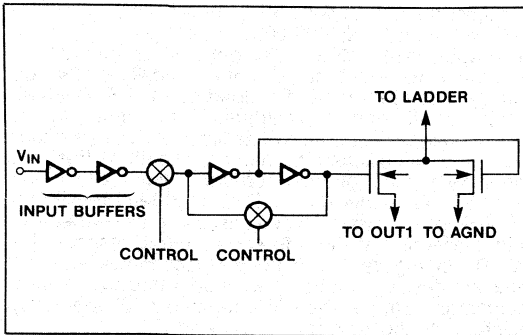 TO LADDER
VIN
INPUT BUFFERS
TO OUT1 TO AGND
CONTROL CONTROL